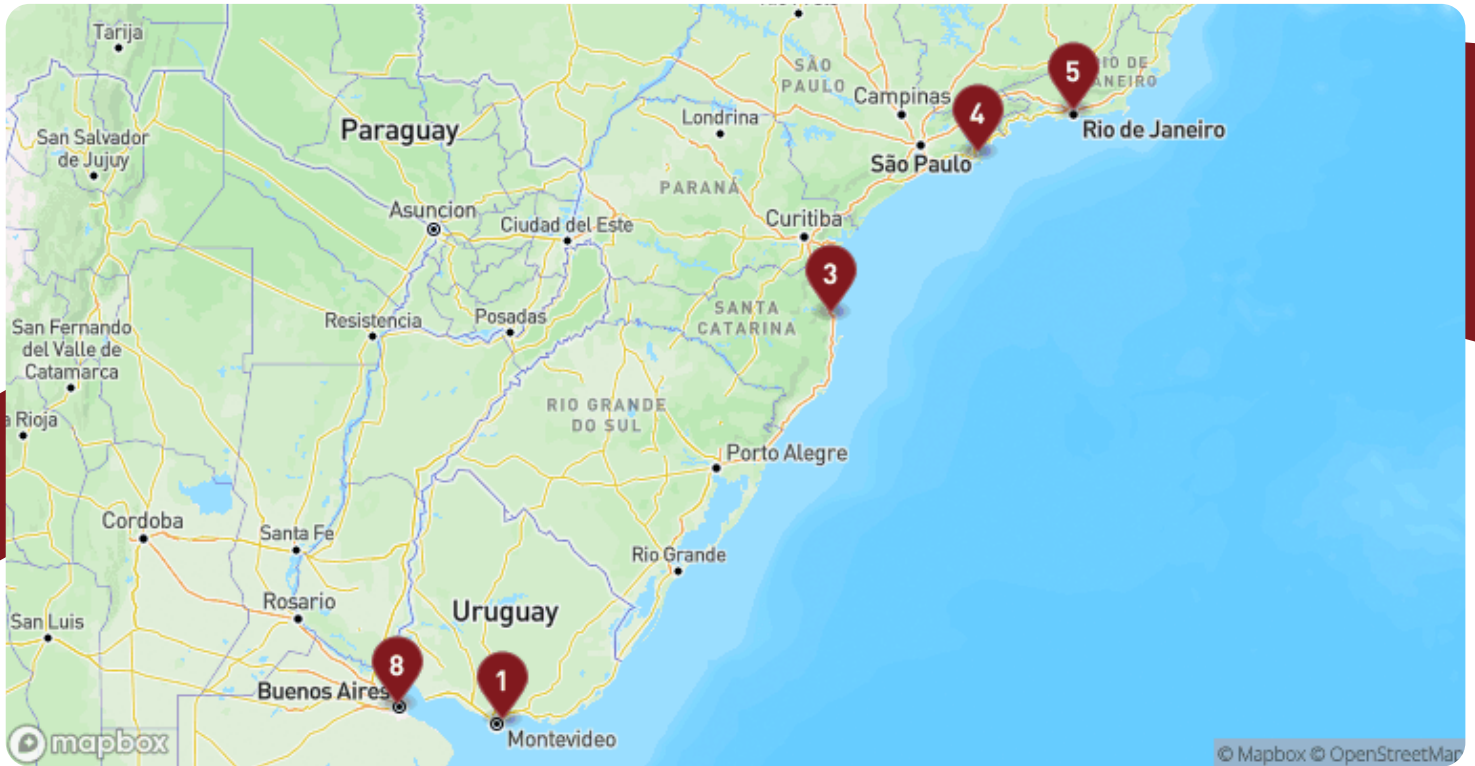 Tarija
SÃO
PAULO
5
RIO DE
ANEIRO
Campinas
4
Paraguay
Londrina
Rio de Janeiro
San Salvador
de Jujuy
São Paulo
PARANÁ
Asuncion
Ciudad del Este
Curitiba
3
SANTA
CATARINA
San Fernando
del Valle de
Catamarca
Resistencia
Posadas
RIO GRANDE
DO SUL
a Rioja
Porto Alegre
Cordoba
Santa Fe
Rio Grande
Rosario
Uruguay
San Luis
8
1
Buenos Aires
Montevideo
mapbox
© Mapbox © OpenStreetMap